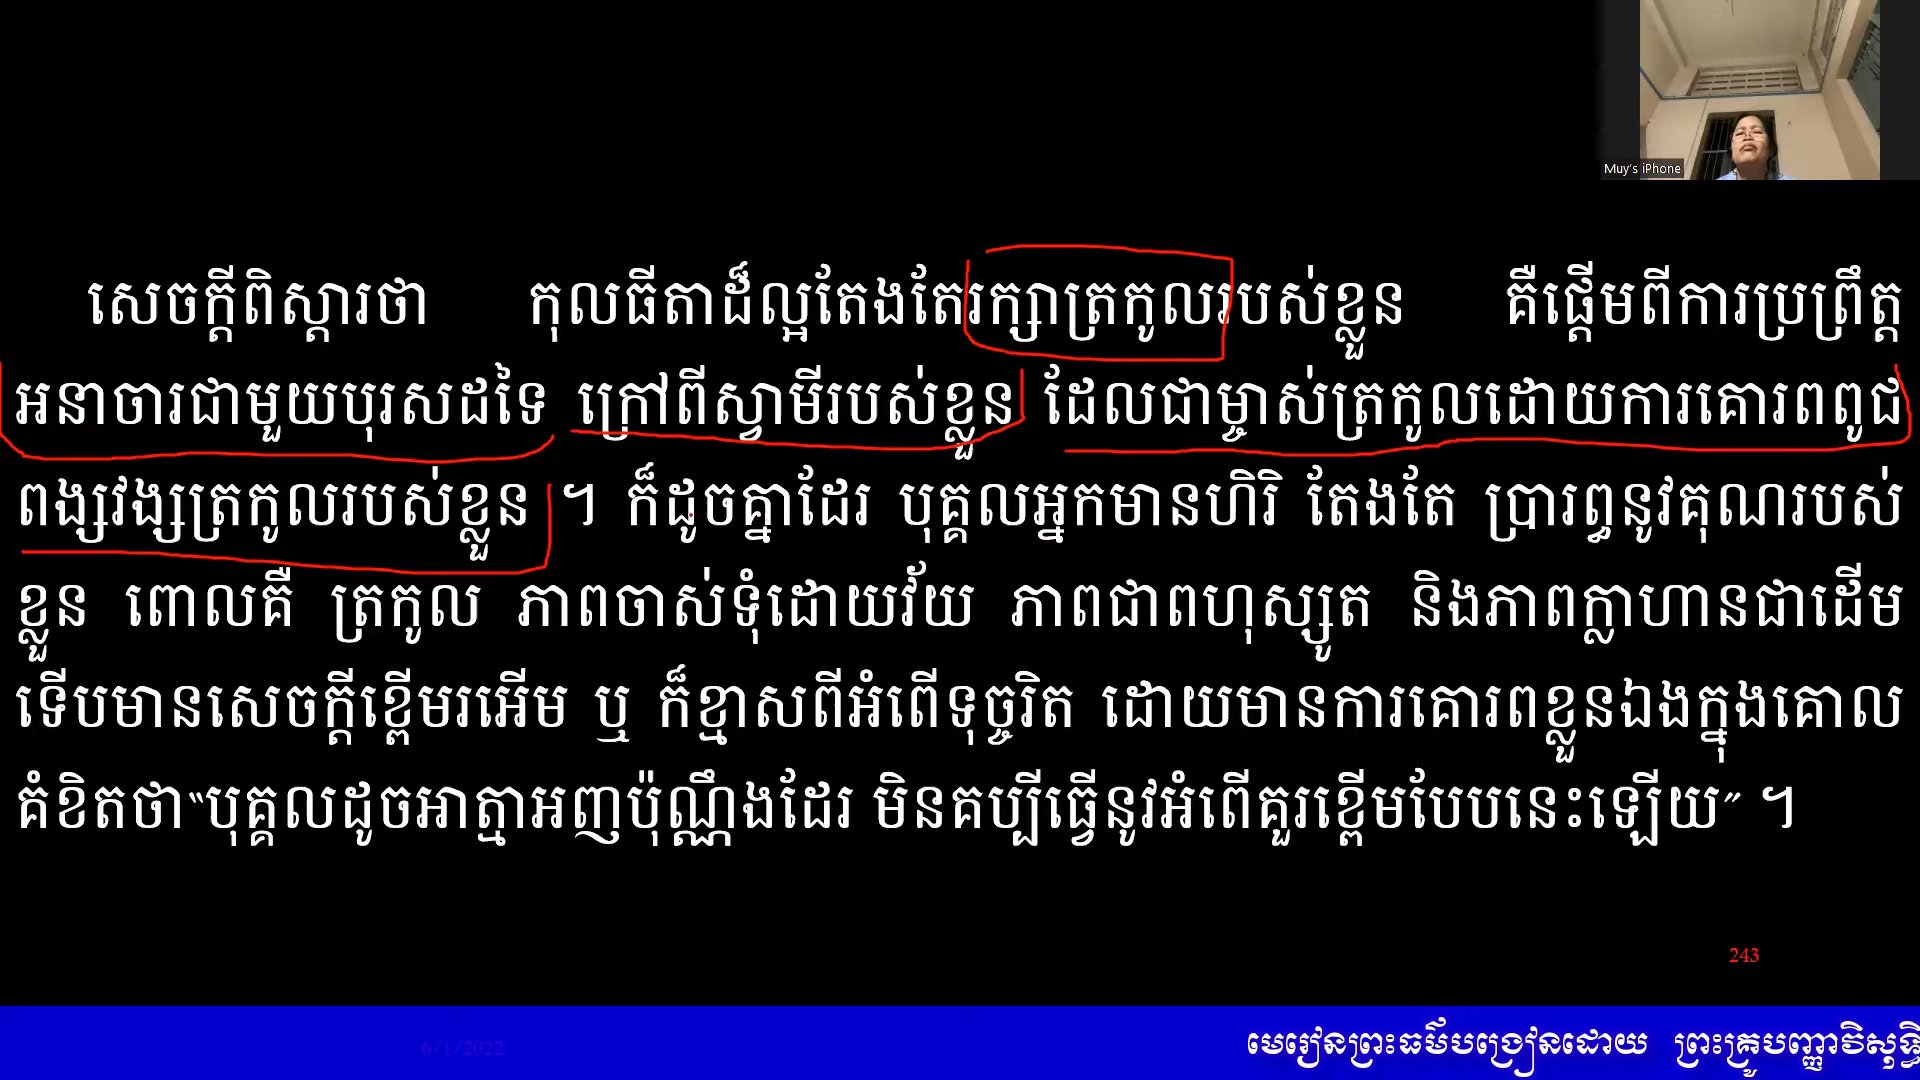 Muy's iPhone
សេចក្តីពិស្តារថា កុលធីតាដ៏ល្អតែងតែរក្សាត្រកូលរបស់ខ្លួន គឺផ្តើមពីការប្រព្រឹត្ត
អនាចារជាមួយបុរសដទៃ ក្រៅពីស្វាមីរបស់ខ្លួន ដែលជាម្ចាស់ត្រកូលដោយការគោរពពូជ
ពង្សវង្សត្រកូលរបស់ខ្លួន ។ ក៏ដូចគ្នាដែរ បុគ្គលអ្នកមានហិរិ តែងតែ ប្រារព្ធនូវគុណរបស់
ខ្លួន ពោលគឺ ត្រកូល ភាពចាស់ទុំដោយវ័យ ភាពជាពហុស្សូត និងភាពក្លាហានជាដើម
ទើបមានសេចក្តីខ្ពើមរអើម ឬ ក៏ខ្មាសពីអំពើទុច្ចរិត ដោយមានការគោរពខ្លួនឯងក្នុងគោល
គំខិតថា“បុគ្គលដូចអាត្មាអញប៉ុណ្ណឹងដែរ មិនគប្បីធ្វើនូវអំពើគួរខ្ពើមបែបនេះឡើយ” ។
243
6/1/2022
មេរៀនព្រះធម៌បង្រៀនដោយ ព្រះគ្រូបញ្ញាវិសុទ្ធិ